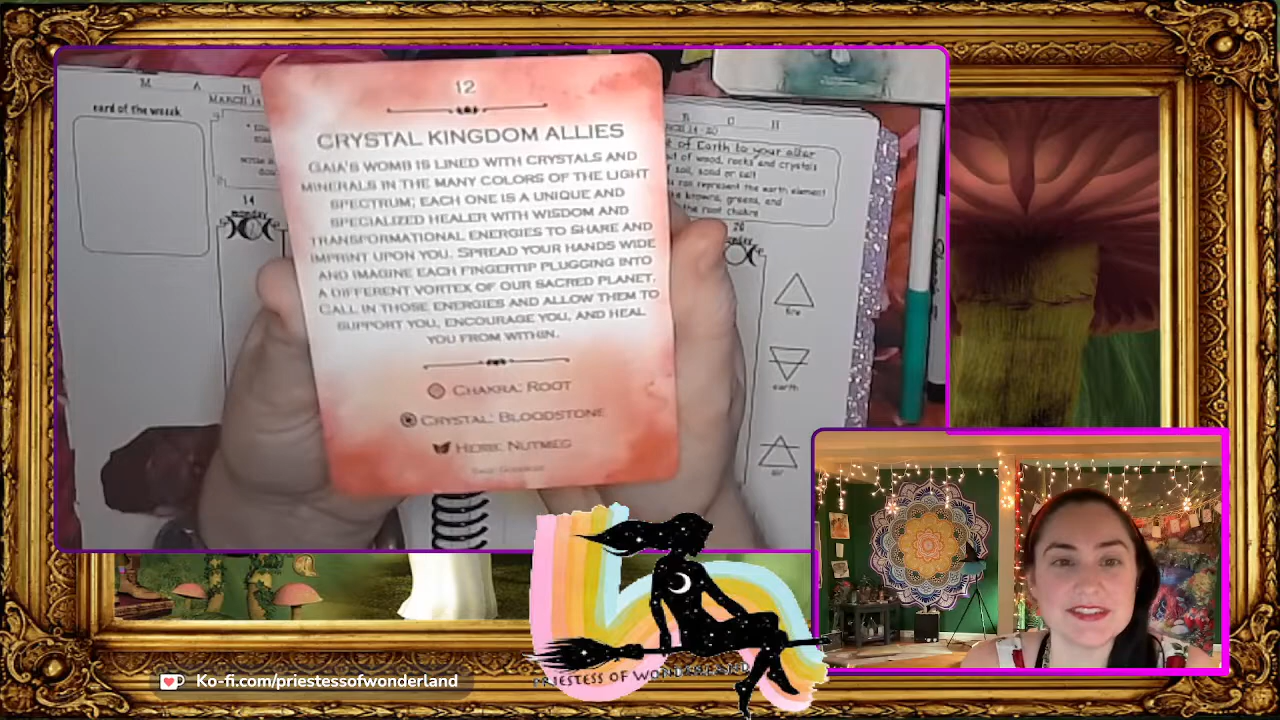 M A
MARCH 14
card of the week
14
monday
12
CRYSTAL KINGDOM ALLIES
GAIA'S WOMB IS LINED WITH CRYSTALS AND
MINERALS IN THE MANY COLORS OF THE LIGHT
SPECTRUM; EACH ONE IS A UNIQUE AND
SPECIALIZED HEALER WITH WISDOM AND
TRANSFORMATIONAL ENERGIES TO SHARE AND
IMPRINT UPON YOU. SPREAD YOUR HANDS WIDE
AND IMAGINE EACH FINGERTIP PLUGGING INTO
A DIFFERENT VORTEX OF OUR SACRED PLANET.
CALL IN THOSE ENERGIES AND ALLOW THEM TO
SUPPORT YOU, ENCOURAGE YOU, AND HEAL
YOU FROM WITHIN.
CHAKRA: ROOT
CRYSTAL: BLOODSTONE
HERB: NUTMEG
C H
14 - 20
of Earth to your altar
of wood, rocks and crystals
soil, sand or salt
can represent the earth element
browns, greens, and
the root chakra
20
fire
earth
air
PRIESTESS OF WONDERLAND
Ko-fi.com/priestessofwonderland